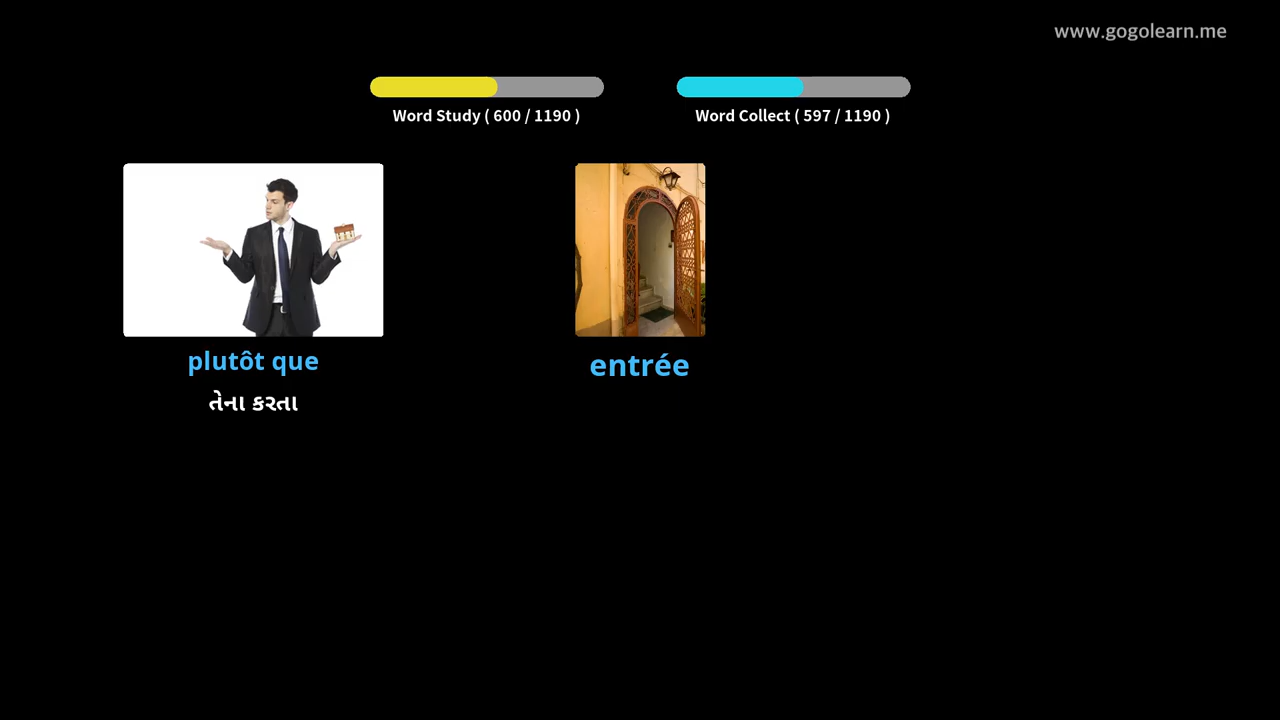 www.gogolearn.me
Word Study ( 600 / 1190 )
Word Collect ( 597 / 1190 )
plutôt que
તેના કરતા
entrée